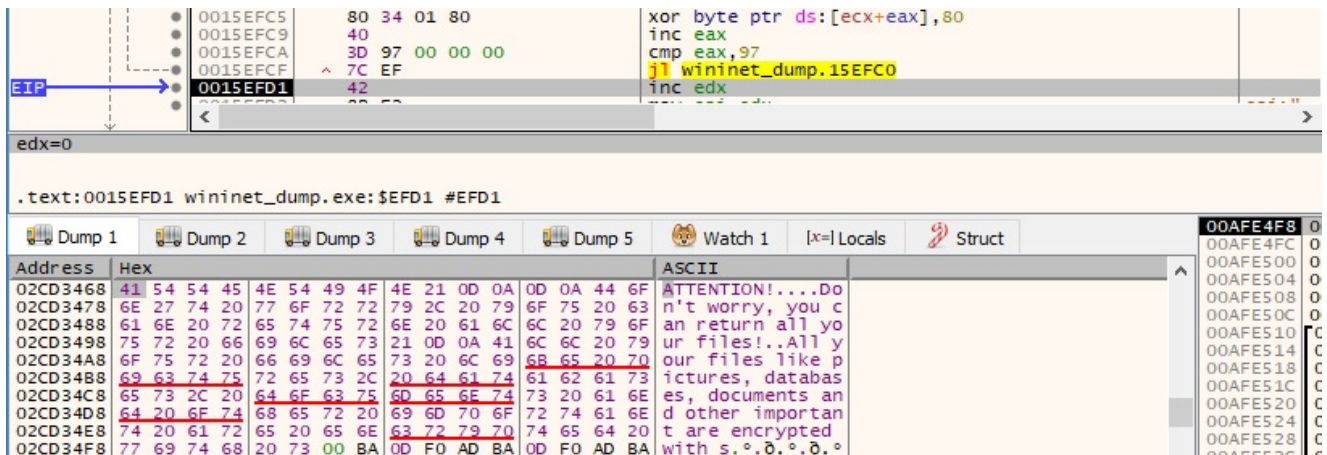 0015EFC5 80 34 01 80 xor byte ptr ds:[ecx+eax],80
0015EFC9 40 inc eax
0015EFCA 3D 97 00 00 00 cmp eax,97
0015EFCF ^ 7C EF jl wininet_dump.15EFC0
EIP 0015EFD1 42 inc edx
edx=0
.text:0015EFD1 wininet_dump.exe:$EFD1 #EFD1
Dump 1 Dump 2 Dump 3 Dump 4 Dump 5 Watch 1 [x=] Locals Struct
Address Hex ASCII
02CD3468 41 54 54 45 4E 54 49 4F 4E 21 0D 0A 0D 0A 44 6F ATTENTION!....Do
02CD3478 6E 27 74 20 77 6F 72 72 79 2C 20 79 6F 75 20 63 n't worry, you c
02CD3488 61 6E 20 72 65 74 75 72 6E 20 61 6C 6C 20 79 6F an return all yo
02CD3498 75 72 20 66 69 6C 65 73 21 0D 0A 41 6C 6C 20 79 ur files!..All y
02CD34A8 6F 75 72 20 66 69 6C 65 73 20 6C 69 6B 65 20 70 our files like p
02CD34B8 69 63 74 75 72 65 73 2C 20 64 61 74 61 62 61 73 ictures, databas
02CD34C8 65 73 2C 20 64 6F 63 75 6D 65 6E 74 73 20 61 6E es, documents an
02CD34D8 64 20 6F 74 68 65 72 20 69 6D 70 6F 72 74 61 6E d other importan
02CD34E8 74 20 61 72 65 20 65 6E 63 72 79 70 74 65 64 20 t are encrypted
02CD34F8 77 69 74 68 20 73 00 BA 0D F0 AD BA 0D F0 AD BA with s.º.ð.º.ð.º
00AFE4F8
00AFE4FC
00AFE500
00AFE504
00AFE508
00AFE50C
00AFE510
00AFE514
00AFE518
00AFE51C
00AFE520
00AFE524
00AFE528